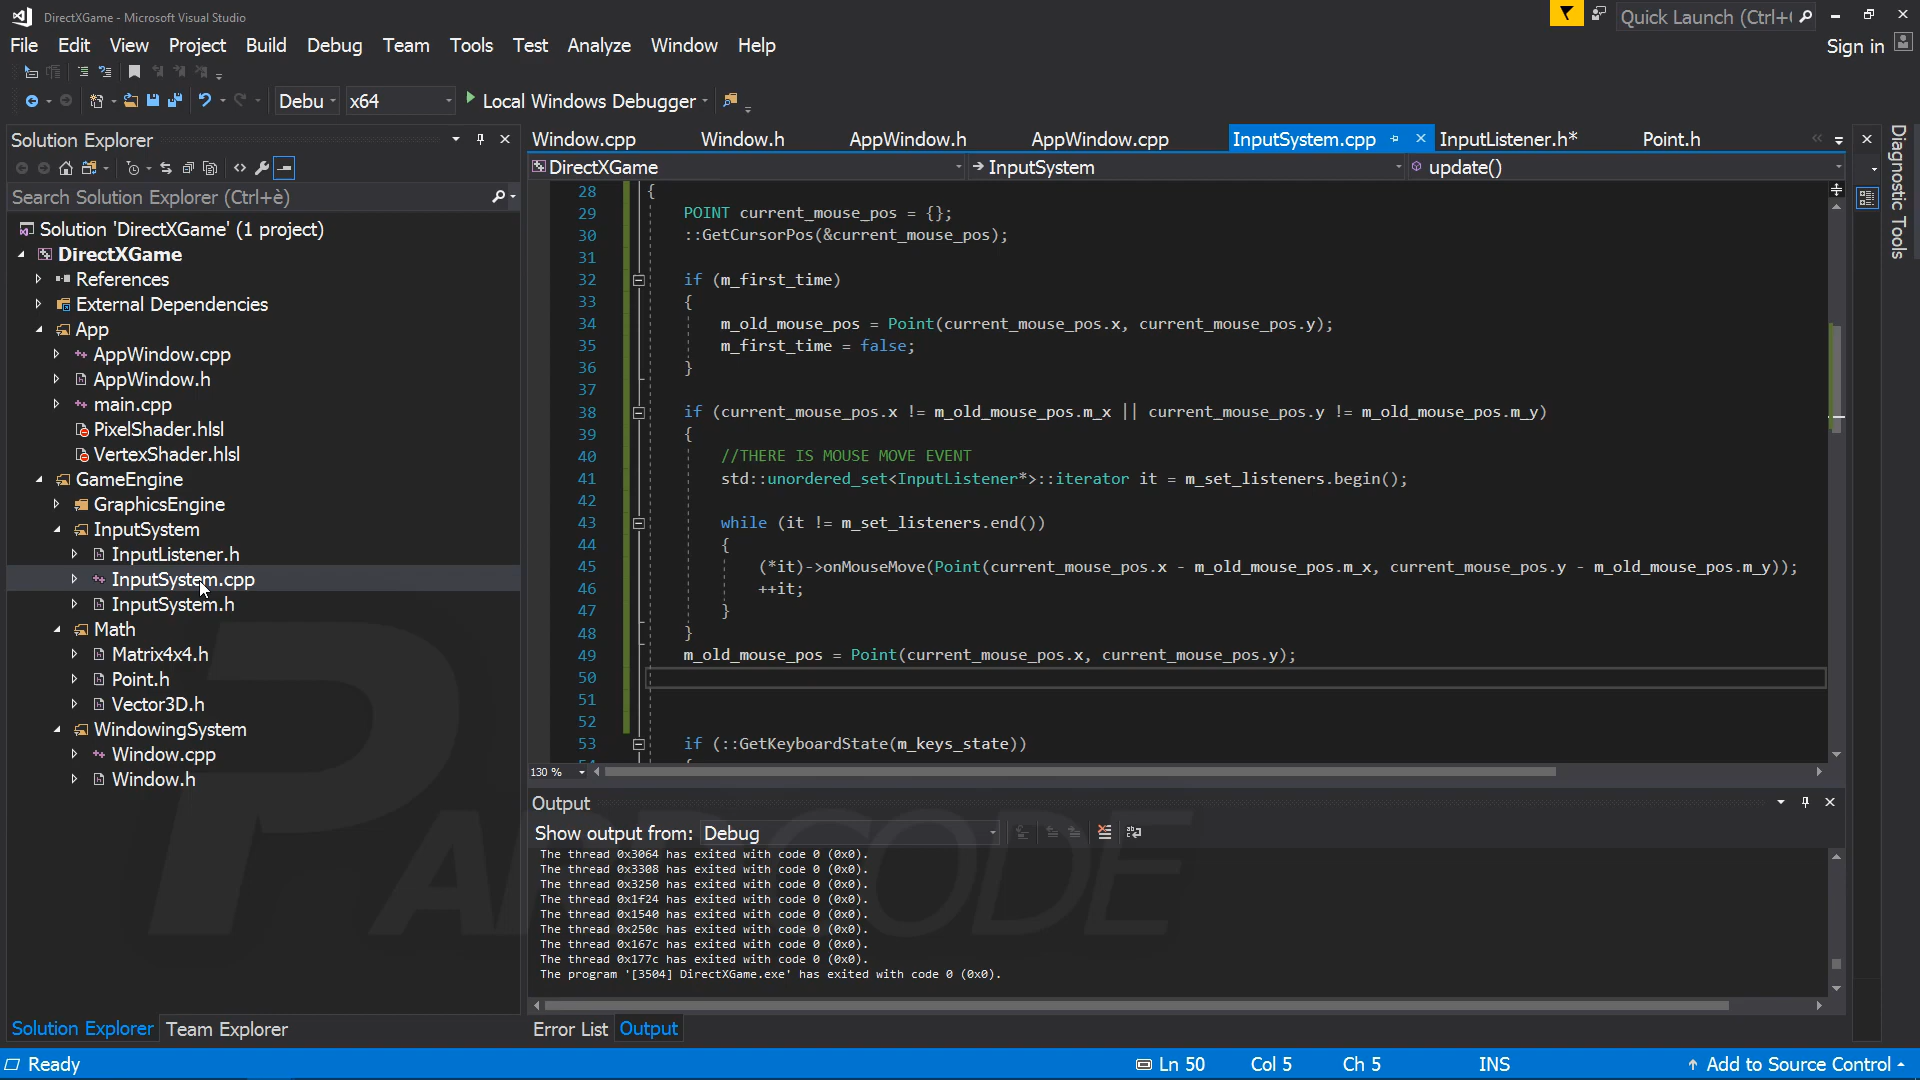 DirectXGame - Microsoft Visual Studio
Quick Launch (Ctrl+
File Edit View Project Build Debug Team Tools Test Analyze Window Help
Sign in
Debu x64 Local Windows Debugger
Solution Explorer
Search Solution Explorer (Ctrl+è)
Solution 'DirectXGame' (1 project)
DirectXGame
References
External Dependencies
App
AppWindow.cpp
AppWindow.h
main.cpp
PixelShader.hlsl
VertexShader.hlsl
GameEngine
GraphicsEngine
InputSystem
InputListener.h
InputSystem.cpp
InputSystem.h
Math
Matrix4x4.h
Point.h
Vector3D.h
WindowingSystem
Window.cpp
Window.h
Solution Explorer Team Explorer
Window.cpp Window.h AppWindow.h AppWindow.cpp InputSystem.cpp InputListener.h* Point.h
DirectXGame InputSystem update()
28 {
29 POINT current_mouse_pos = {};
30 ::GetCursorPos(&current_mouse_pos);
31
32 if (m_first_time)
33 {
34 m_old_mouse_pos = Point(current_mouse_pos.x, current_mouse_pos.y);
35 m_first_time = false;
36 }
37
38 if (current_mouse_pos.x != m_old_mouse_pos.m_x || current_mouse_pos.y != m_old_mouse_pos.m_y)
39 {
40 //THERE IS MOUSE MOVE EVENT
41 std::unordered_set<InputListener*>::iterator it = m_set_listeners.begin();
42
43 while (it != m_set_listeners.end())
44 {
45 (*it)->onMouseMove(Point(current_mouse_pos.x - m_old_mouse_pos.m_x, current_mouse_pos.y - m_old_mouse_pos.m_y));
46 ++it;
47 }
48 }
49 m_old_mouse_pos = Point(current_mouse_pos.x, current_mouse_pos.y);
50
51
52
53 if (::GetKeyboardState(m_keys_state))
130 %
Output
Show output from: Debug
The thread 0x3064 has exited with code 0 (0x0).
The thread 0x3308 has exited with code 0 (0x0).
The thread 0x3250 has exited with code 0 (0x0).
The thread 0x1f24 has exited with code 0 (0x0).
The thread 0x1540 has exited with code 0 (0x0).
The thread 0x250c has exited with code 0 (0x0).
The thread 0x167c has exited with code 0 (0x0).
The thread 0x177c has exited with code 0 (0x0).
The program '[3504] DirectXGame.exe' has exited with code 0 (0x0).
Error List Output
Diagnostic Tools
Ready Ln 50 Col 5 Ch 5 INS Add to Source Control